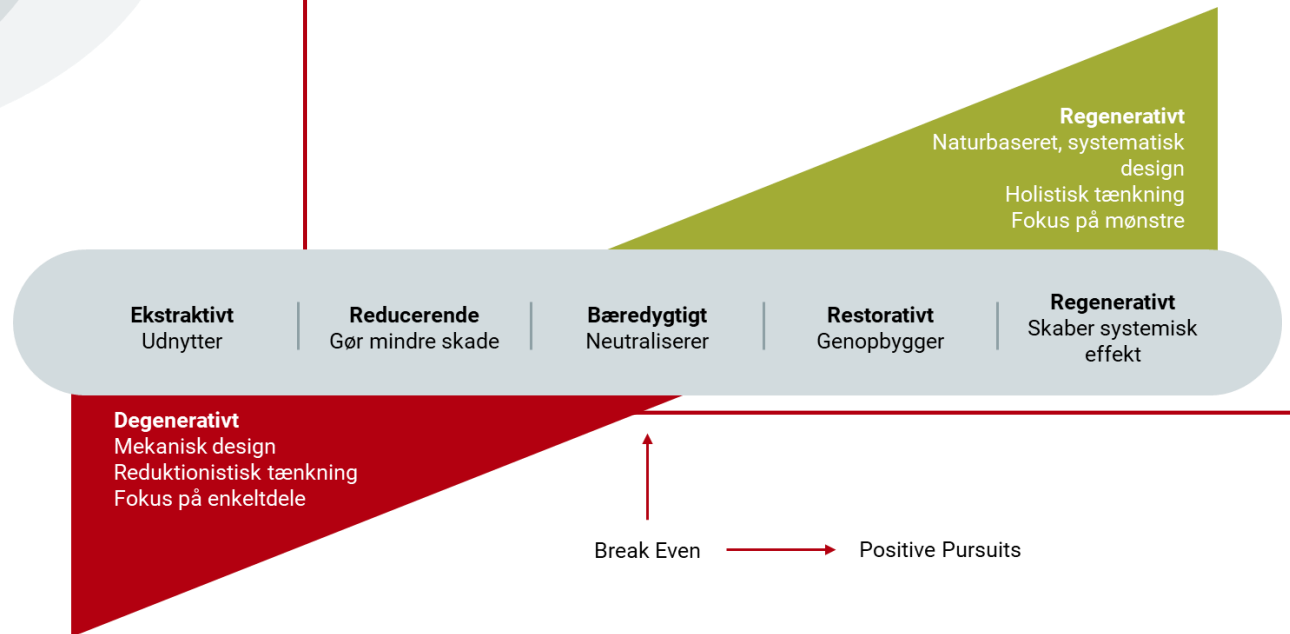 Regenerativt
Naturbaseret, systematisk
design
Holistisk tænkning
Fokus på mønstre
Ekstraktivt
Udnytter
Reducerende
Gør mindre skade
Bæredygtigt
Neutraliserer
Restorativt
Genopbygger
Regenerativt
Skaber systemisk
effekt
Degenerativt
Mekanisk design
Reduktionistisk tænkning
Fokus på enkeltdele
Break Even
Positive Pursuits